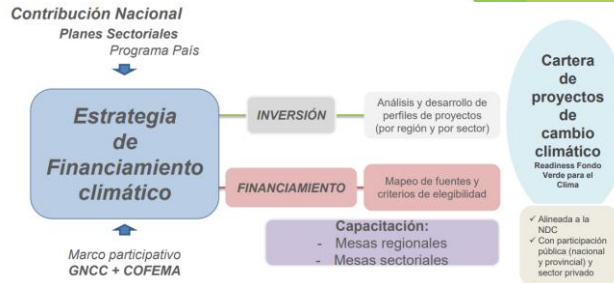 Contribución Nacional
Planes Sectoriales
Programa País
Estrategia
de
Financiamiento
climático
INVERSIÓN
Análisis y desarrollo de
perfiles de proyectos
(por región y por sector)
FINANCIAMIENTO
Mapeo de fuentes y
criterios de elegibilidad
Capacitación:
- Mesas regionales
- Mesas sectoriales
Marco participativo
GNCC + COFEMA
Cartera
de
proyectos
de
cambio
climático
Readiness Fondo
Verde para el
Clima
✓ Alineada a la
NDC
✓ Con participación
pública (nacional
y provincial) y
sector privado